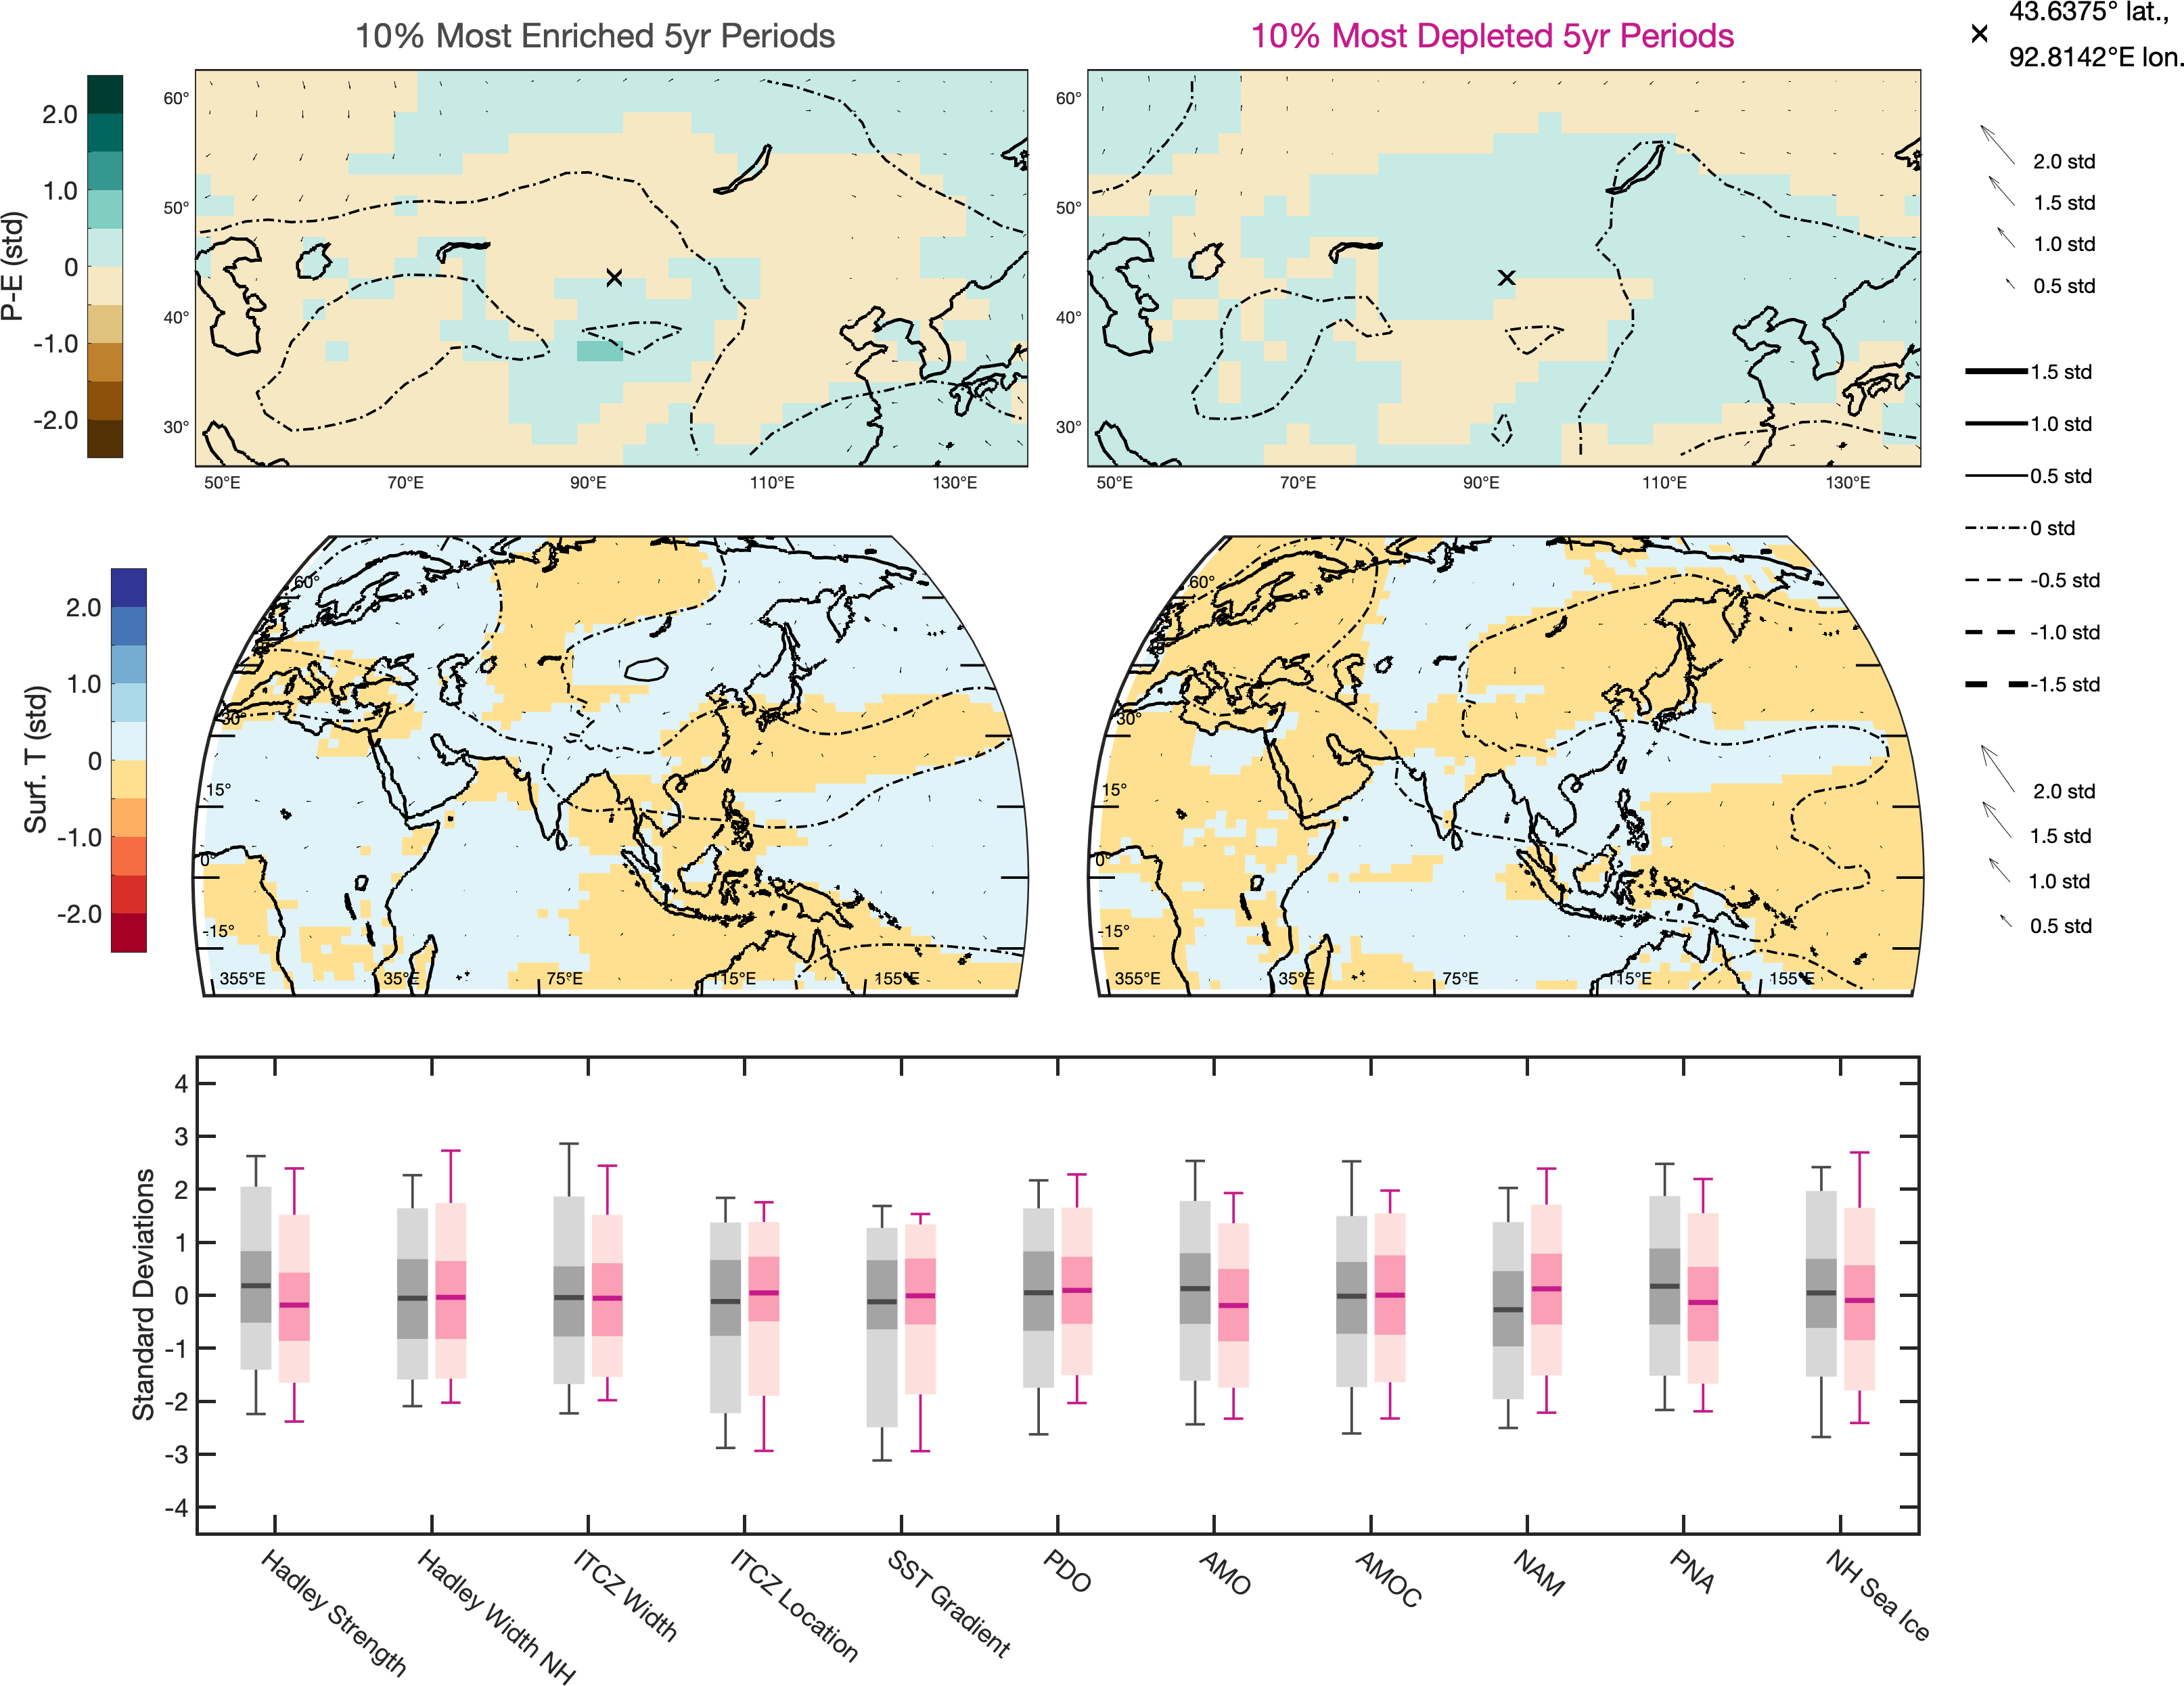 10% Most Enriched 5yr Periods
10% Most Depleted 5yr Periods
43.6375° lat.,
92.8142°E lon.
P-E (std)
2.0
1.0
0
-1.0
-2.0
60°
50°
40°
30°
50°E
70°E
90°E
110°E
130°E
60°
50°
40°
30°
50°E
70°E
90°E
110°E
130°E
2.0 std
1.5 std
1.0 std
0.5 std
1.5 std
1.0 std
0.5 std
0 std
-0.5 std
-1.0 std
-1.5 std
Surf. T (std)
2.0
1.0
0
-1.0
-2.0
60°
30°
15°
0°
-15°
355°E
35°E
75°E
115°E
155°E
60°
30°
15°
0°
-15°
355°E
35°E
75°E
115°E
155°E
2.0 std
1.5 std
1.0 std
0.5 std
Standard Deviations
4
3
2
1
0
-1
-2
-3
-4
Hadley Strength
Hadley Width NH
ITCZ Width
ITCZ Location
SST Gradient
PDO
AMO
AMOC
NAM
PNA
NH Sea Ice